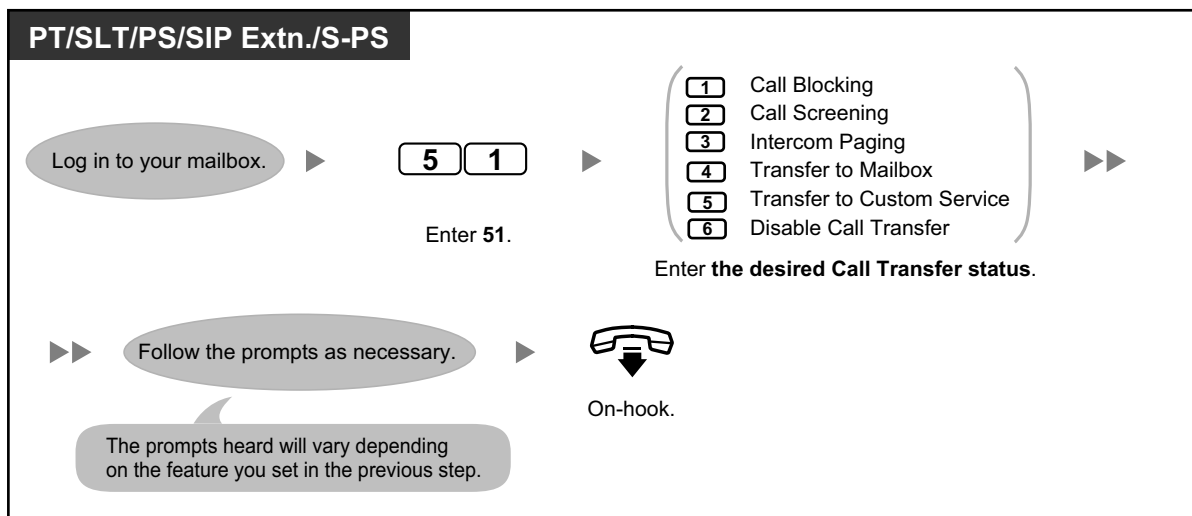 PT/SLT/PS/SIP Extn./S-PS
Log in to your mailbox.
5 1
Enter 51.
1 Call Blocking
2 Call Screening
3 Intercom Paging
4 Transfer to Mailbox
5 Transfer to Custom Service
6 Disable Call Transfer
Enter the desired Call Transfer status.
Follow the prompts as necessary.
The prompts heard will vary depending
on the feature you set in the previous step.
On-hook.